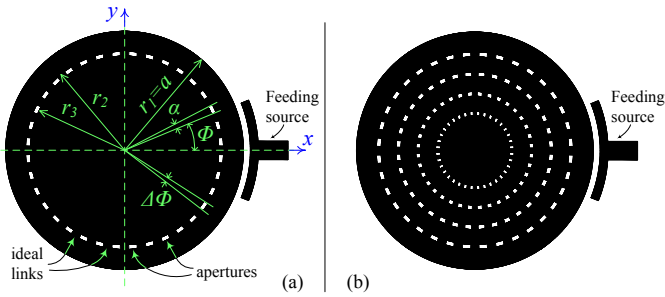 y
r₁=a
r₂
r₃
α
Φ
x
ΔΦ
Feeding
source
ideal
links
apertures
(a)
Feeding
source
(b)